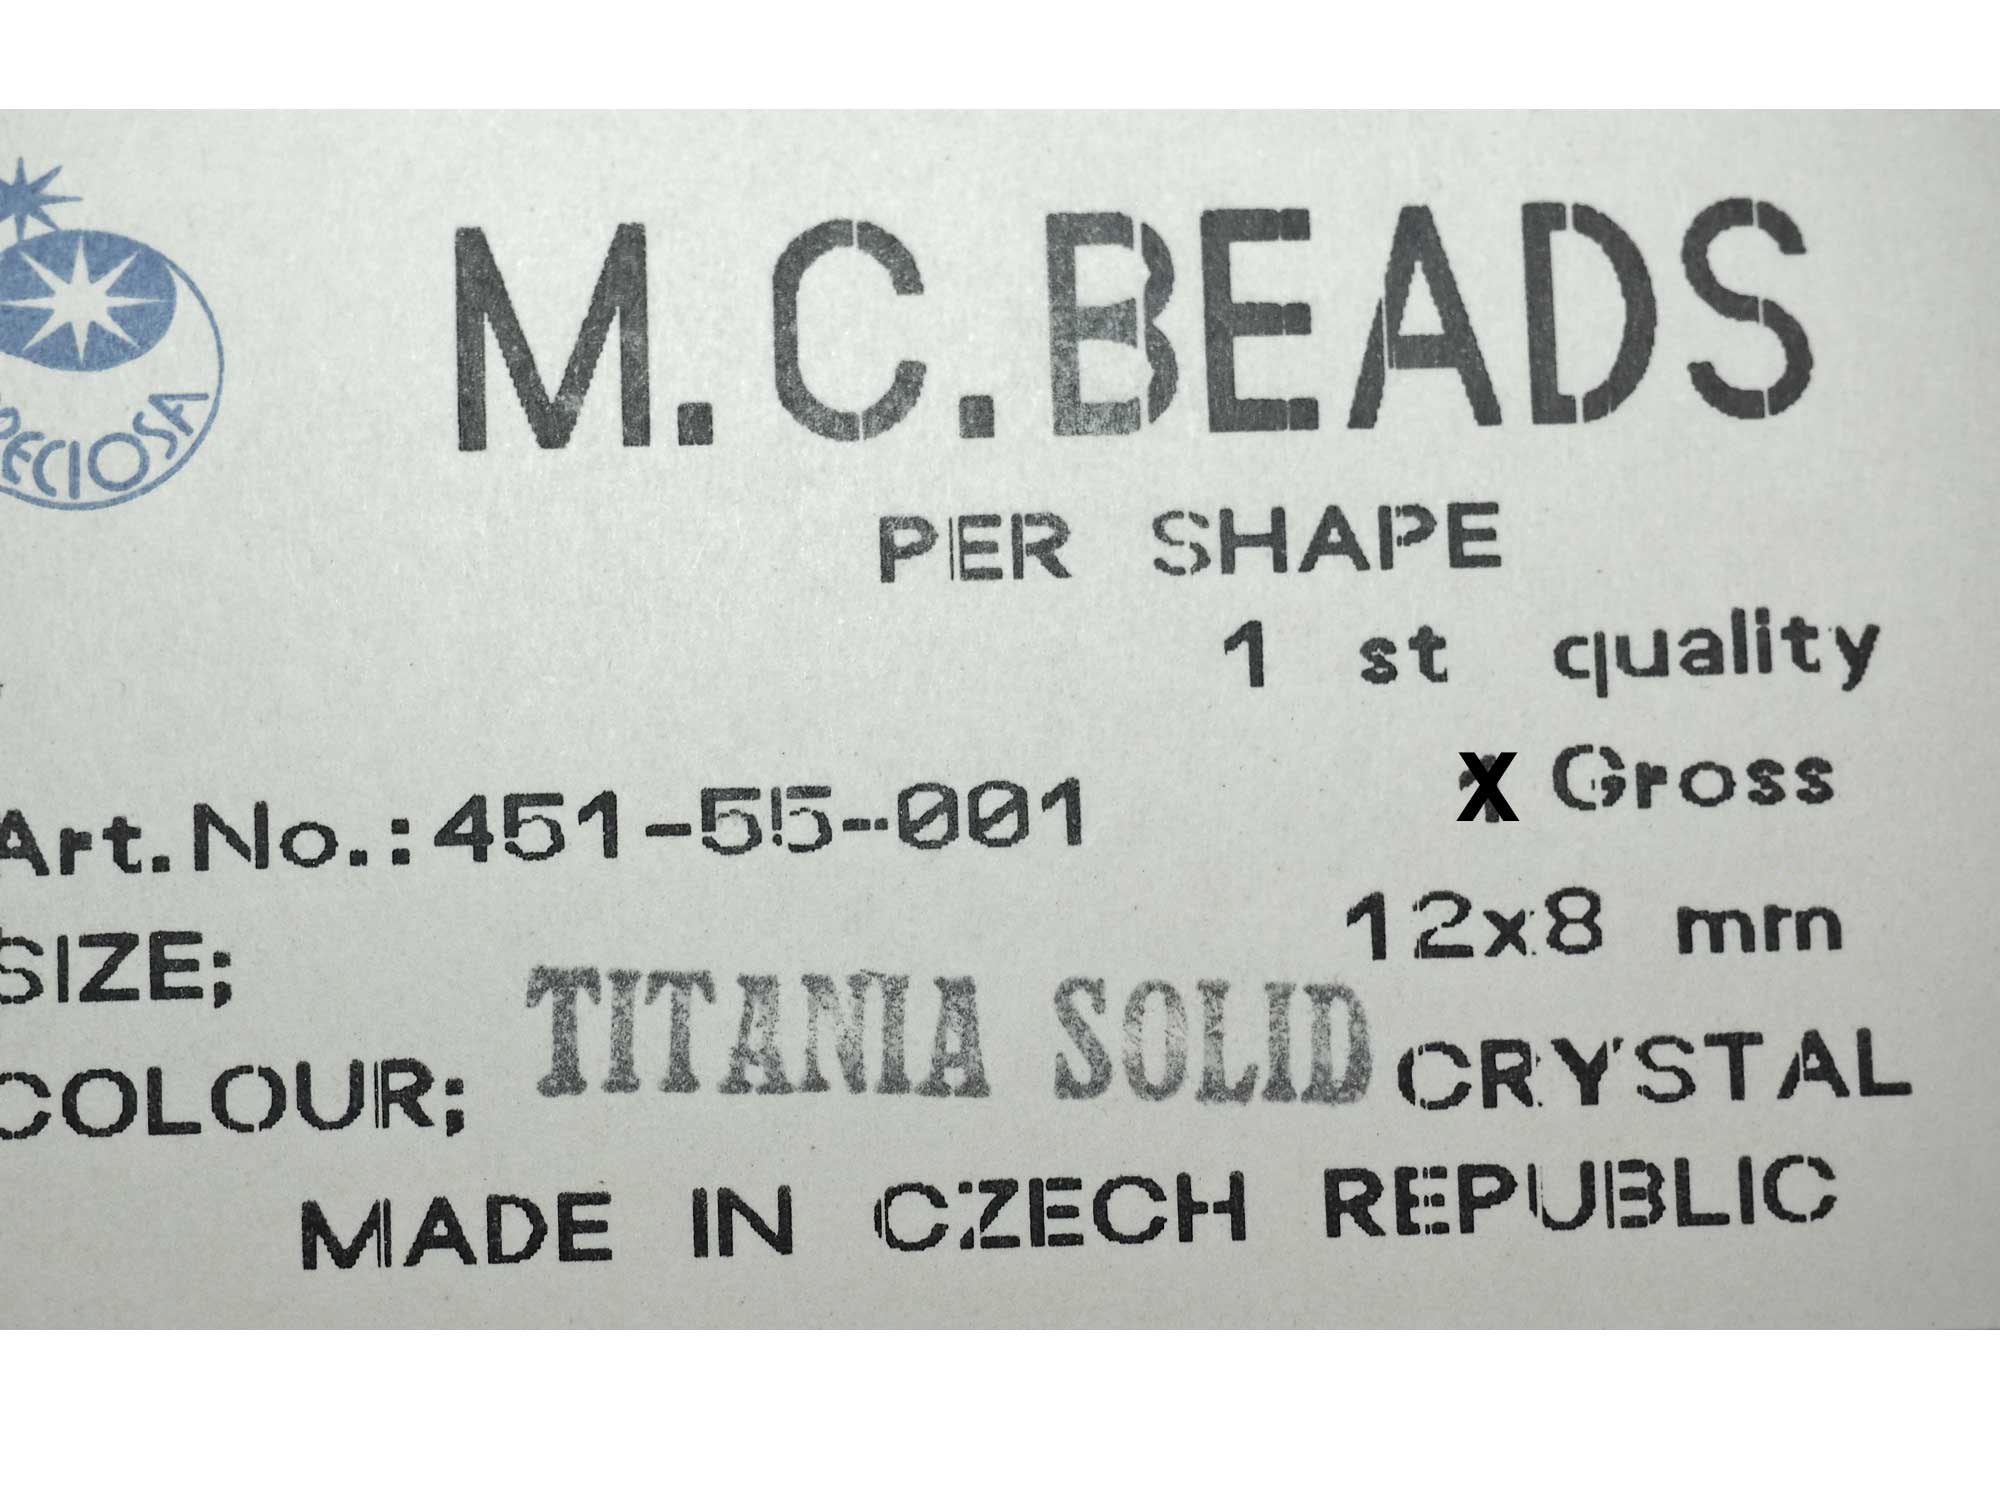 M.C.BEADS
PRECIOSA
PER SHAPE
1 st quality
X Gross
Art.No.:451-55-001
12x8 mm
SIZE;
TITANIA SOLID
COLOUR; CRYSTAL
MADE IN CZECH REPUBLIC